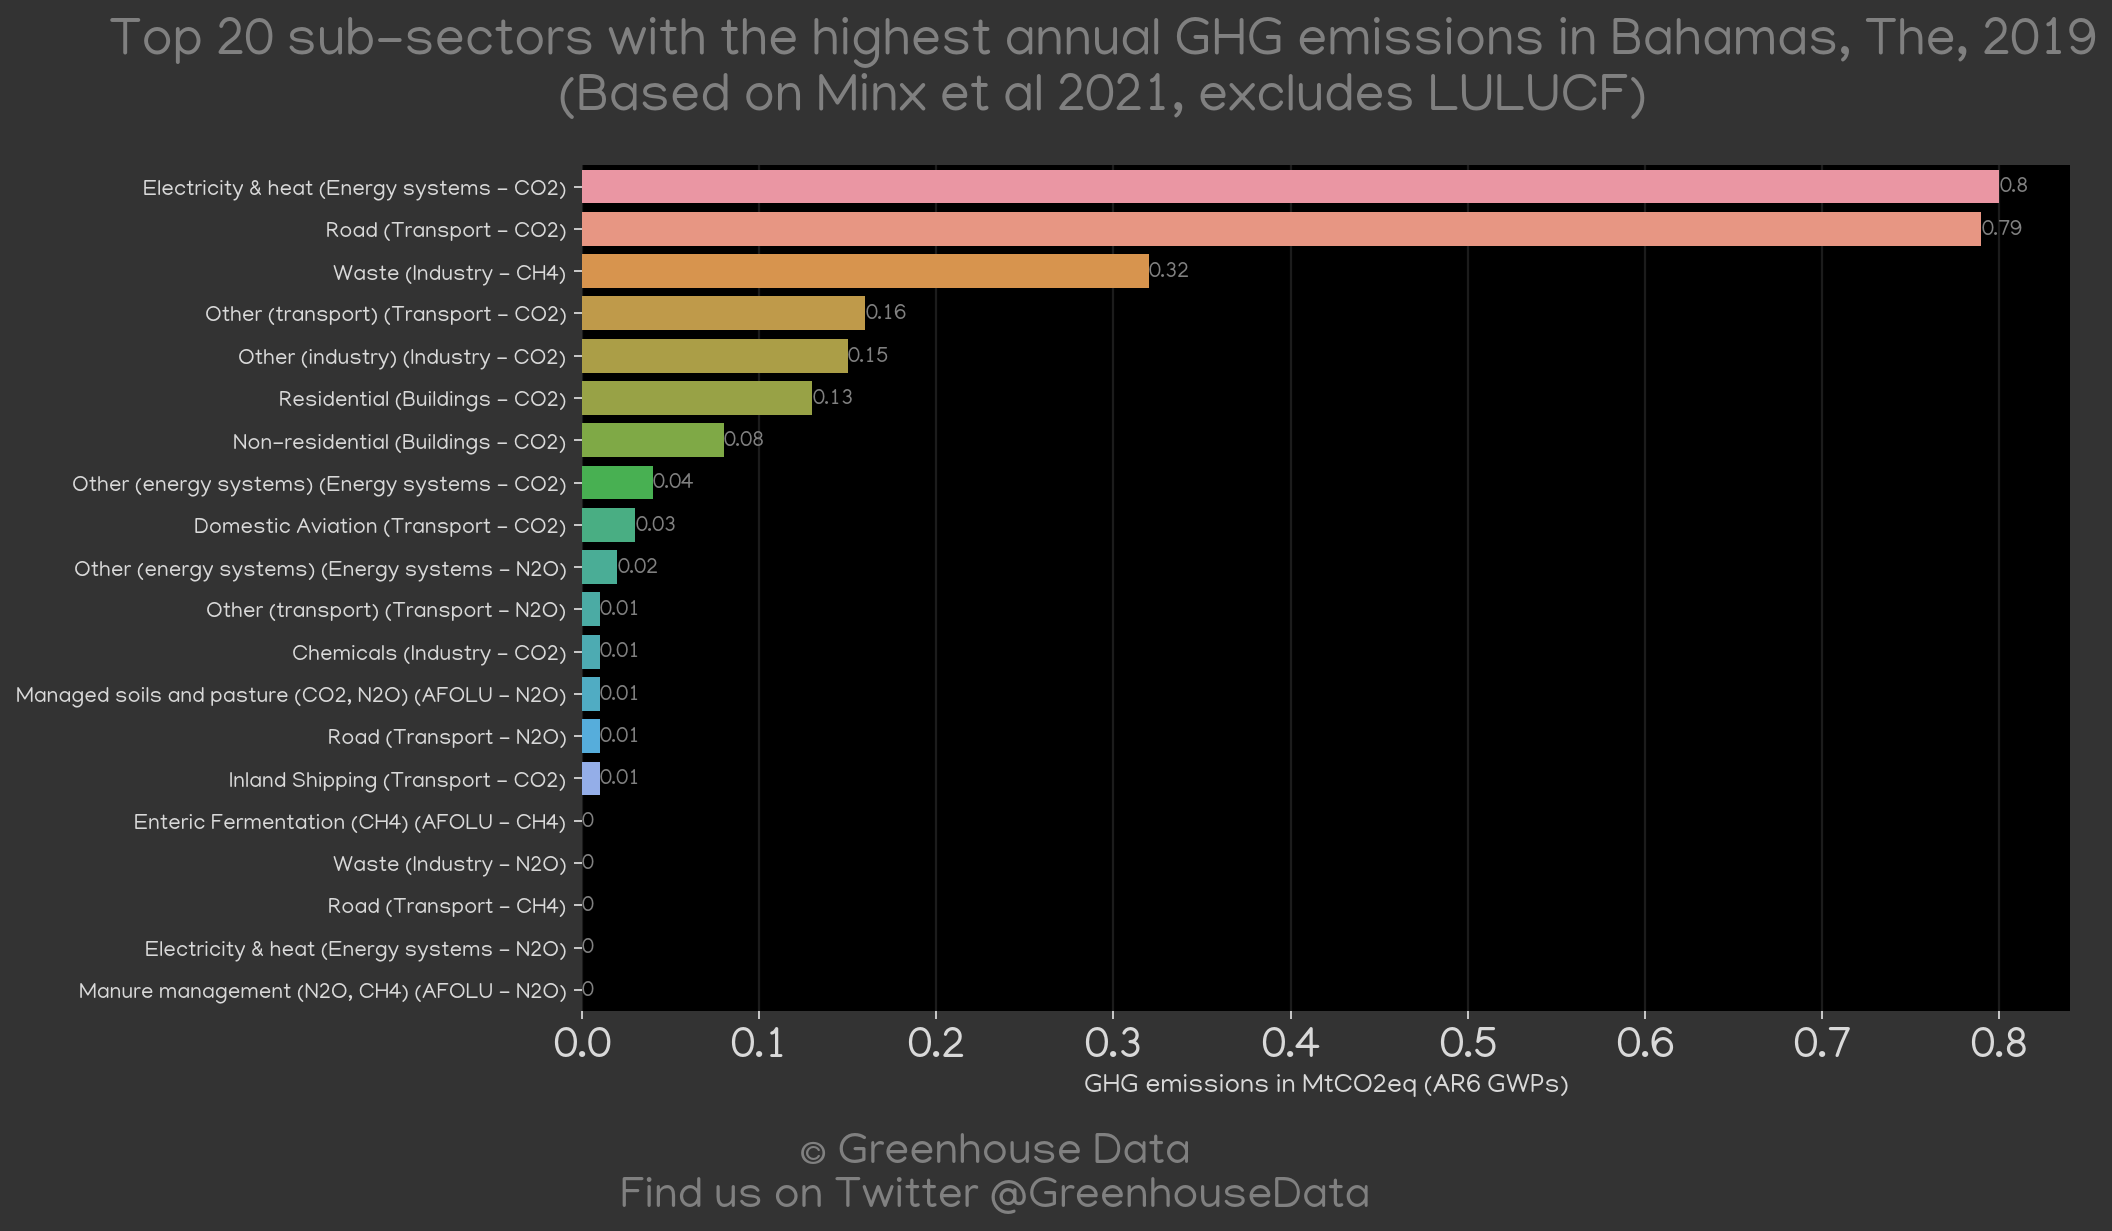 Top 20 sub-sectors with the highest annual GHG emissions in Bahamas, The, 2019
(Based on Minx et al 2021, excludes LULUCF)
Electricity & heat (Energy systems - CO2) 0.8
Road (Transport - CO2) 0.79
Waste (Industry - CH4) 0.32
Other (transport) (Transport - CO2) 0.16
Other (industry) (Industry - CO2) 0.15
Residential (Buildings - CO2) 0.13
Non-residential (Buildings - CO2) 0.08
Other (energy systems) (Energy systems - CO2) 0.04
Domestic Aviation (Transport - CO2) 0.03
Other (energy systems) (Energy systems - N2O) 0.02
Other (transport) (Transport - N2O) 0.01
Chemicals (Industry - CO2) 0.01
Managed soils and pasture (CO2, N2O) (AFOLU - N2O) 0.01
Road (Transport - N2O) 0.01
Inland Shipping (Transport - CO2) 0.01
Enteric Fermentation (CH4) (AFOLU - CH4) 0
Waste (Industry - N2O) 0
Road (Transport - CH4) 0
Electricity & heat (Energy systems - N2O) 0
Manure management (N2O, CH4) (AFOLU - N2O) 0
0.0 0.1 0.2 0.3 0.4 0.5 0.6 0.7 0.8
GHG emissions in MtCO2eq (AR6 GWPs)
© Greenhouse Data
Find us on Twitter @GreenhouseData